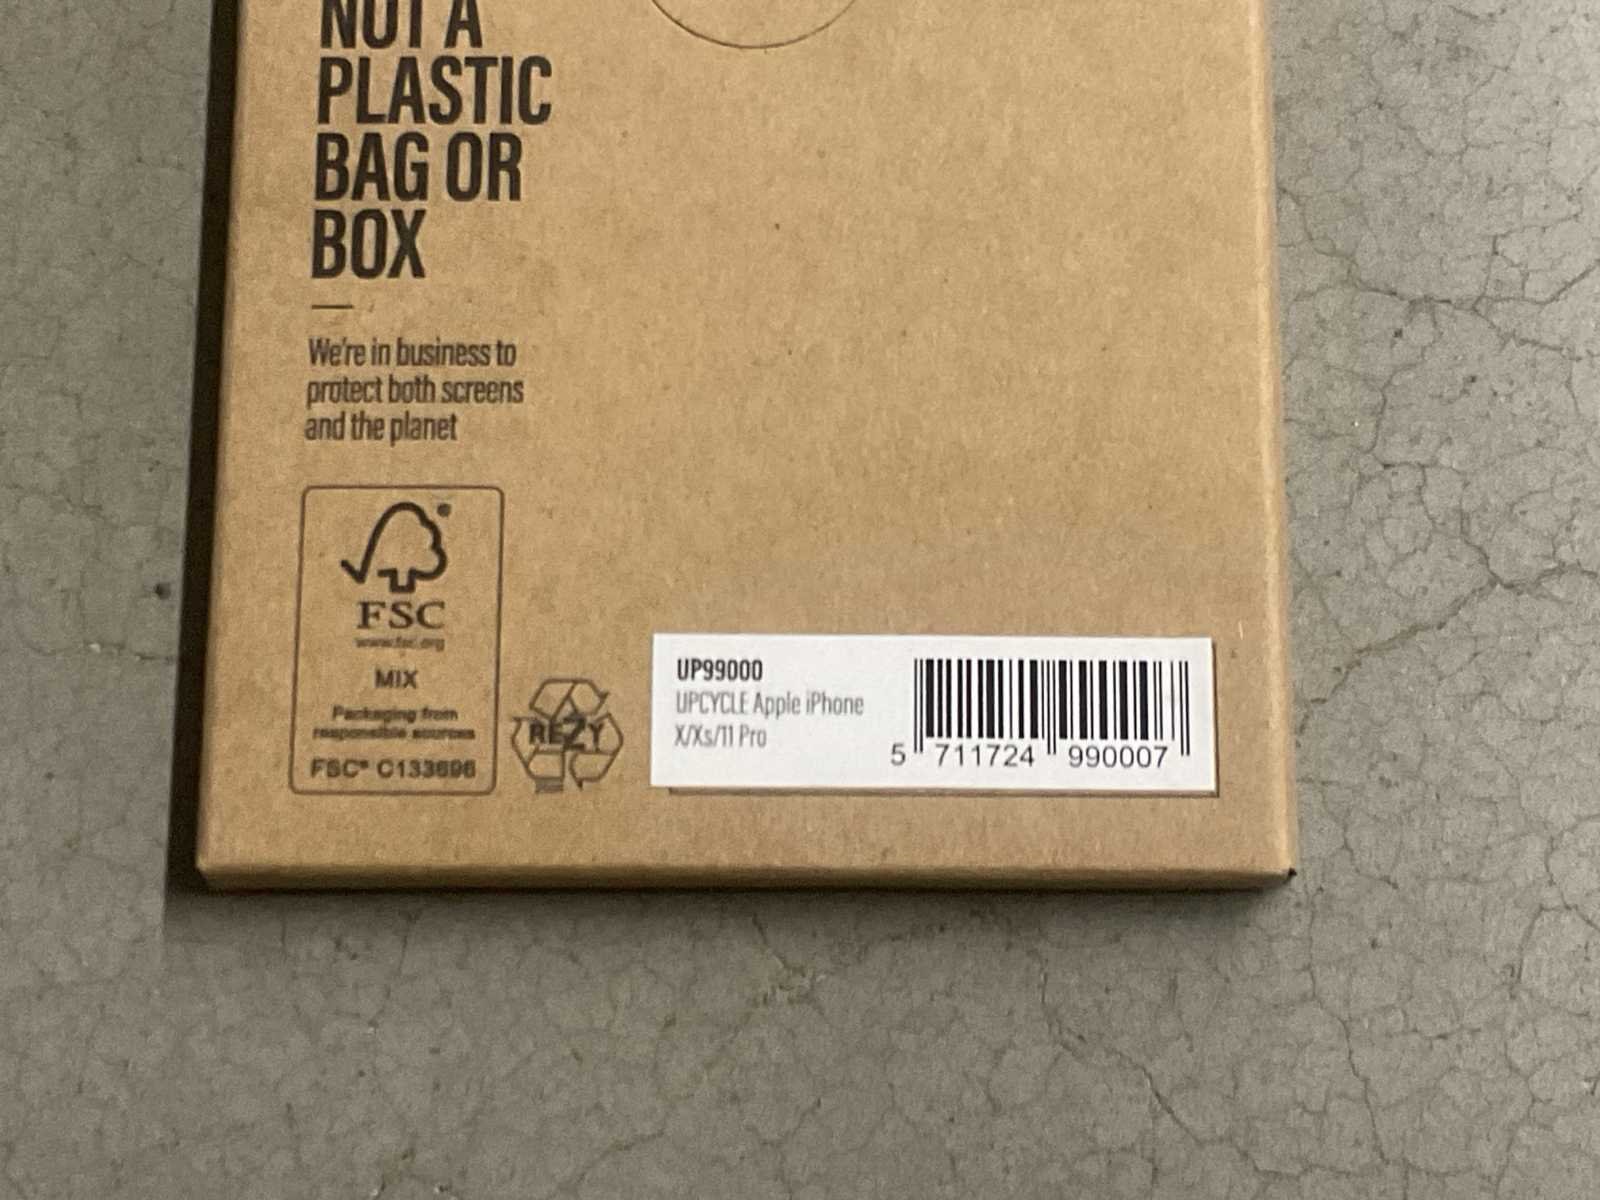 NOT A
PLASTIC
BAG OR
BOX
We're in business to
protect both screens
and the planet
FSC
www.fsc.org
MIX
Packaging from
responsible sources
FSC® C133696
REZY
UP99000
UPCYCLE Apple iPhone
X/Xs/11 Pro
5 711724 990007